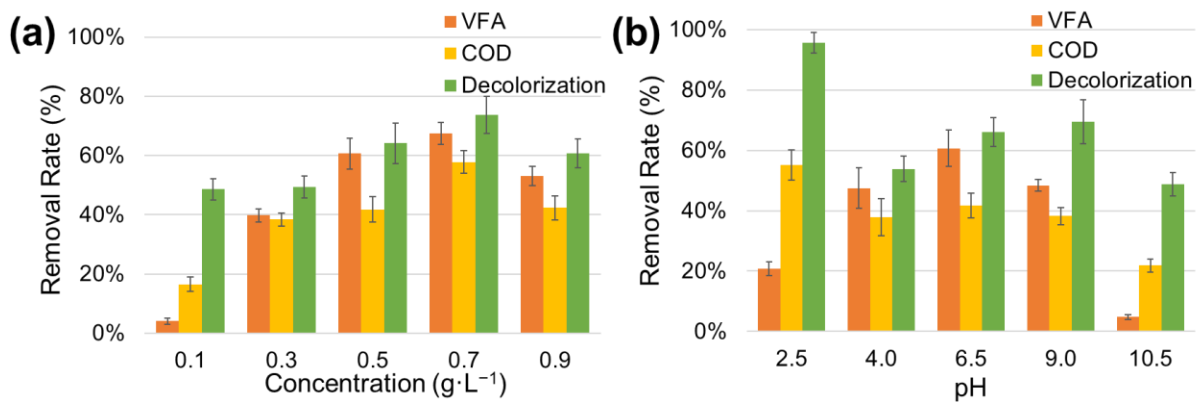 (a)
VFA
COD
Decolorization
100%
80%
60%
40%
20%
0%
Removal Rate (%)
0.1 0.3 0.5 0.7 0.9
Concentration (g·L⁻¹)
(b)
VFA
COD
Decolorization
100%
80%
60%
40%
20%
0%
Removal Rate (%)
2.5 4.0 6.5 9.0 10.5
pH